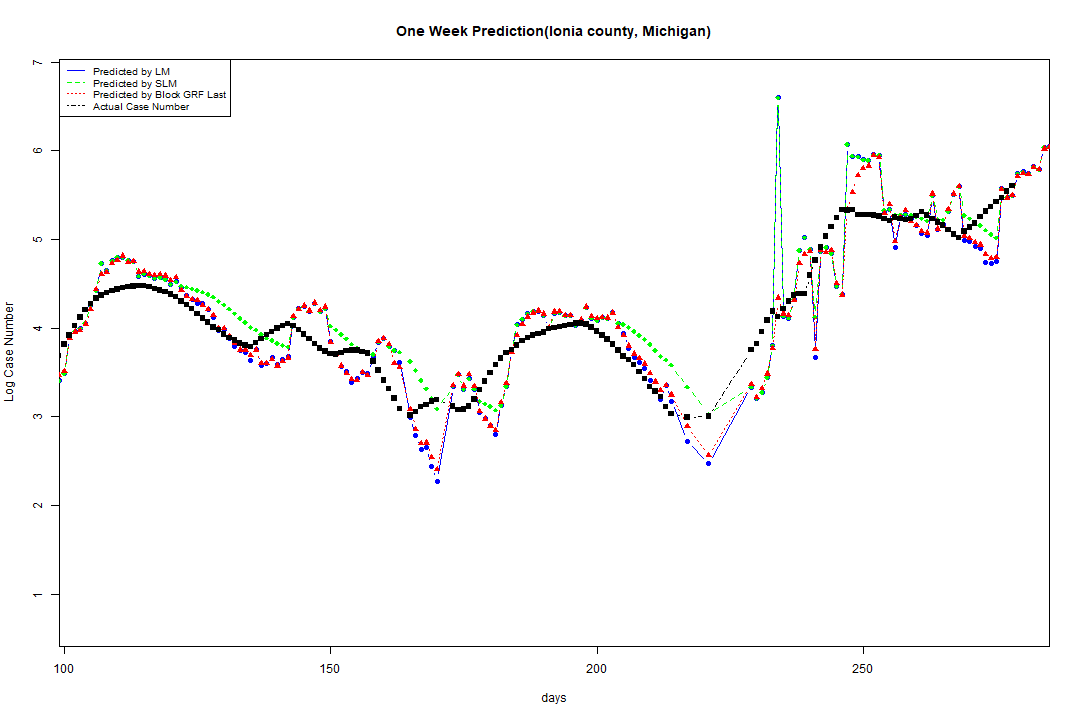 One Week Prediction(Ionia county, Michigan)
Predicted by LM
Predicted by SLM
Predicted by Block GRF Last
Actual Case Number
7
6
5
4
3
2
1
Log Case Number
100
150
200
250
days